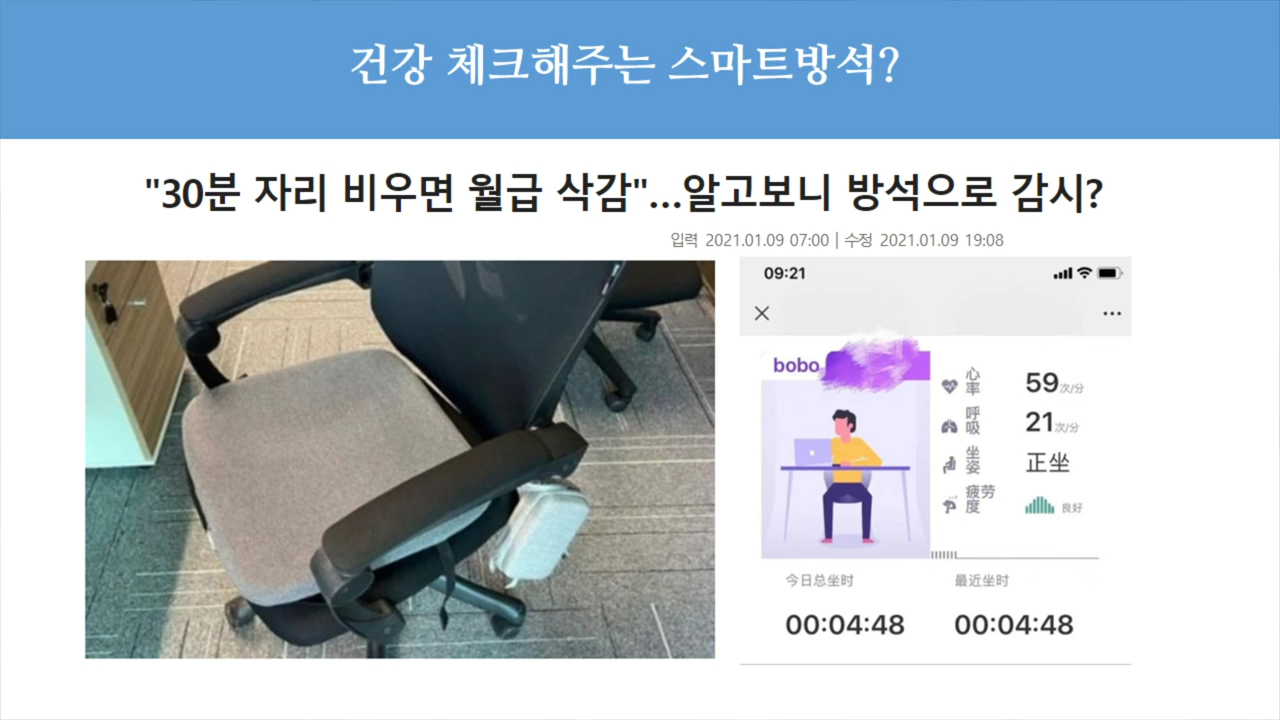 건강 체크해주는 스마트방석?
"30분 자리 비우면 월급 삭감"...알고보니 방석으로 감시?
입력 2021.01.09 07:00 | 수정 2021.01.09 19:08
09:21
bobo
心率 59次/分
呼吸 21次/分
坐姿 正坐
疲劳度 良好
今日总坐时 最近坐时
00:04:48 00:04:48